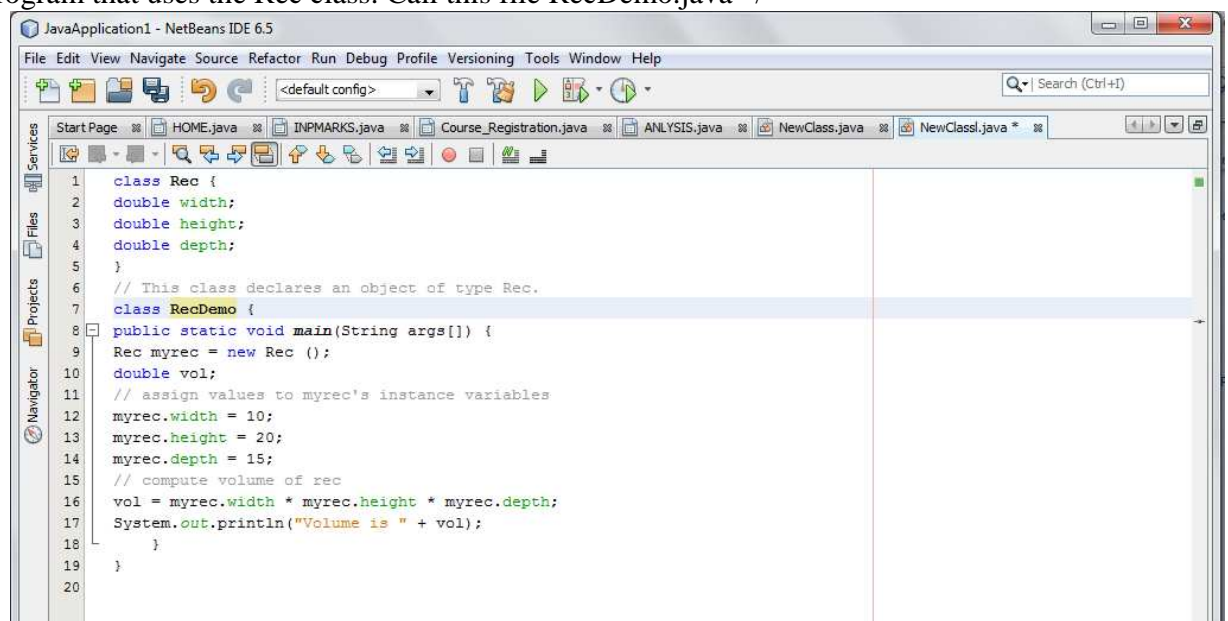 rogram that uses the Rec class. Call this file RecDemo.java
JavaApplication1 - NetBeans IDE 6.5
File Edit View Navigate Source Refactor Run Debug Profile Versioning Tools Window Help
<default config>
Search (Ctrl+I)
Start Page HOME.java INPMARKS.java Course_Registration.java ANLYSIS.java NewClass.java NewClassl.java *
Services
Files
Projects
Navigator
1 class Rec {
2 double width;
3 double height;
4 double depth;
5 }
6 // This class declares an object of type Rec.
7 class RecDemo {
8 public static void main(String args[]) {
9 Rec myrec = new Rec ();
10 double vol;
11 // assign values to myrec's instance variables
12 myrec.width = 10;
13 myrec.height = 20;
14 myrec.depth = 15;
15 // compute volume of rec
16 vol = myrec.width * myrec.height * myrec.depth;
17 System.out.println("Volume is " + vol);
18 }
19 }
20